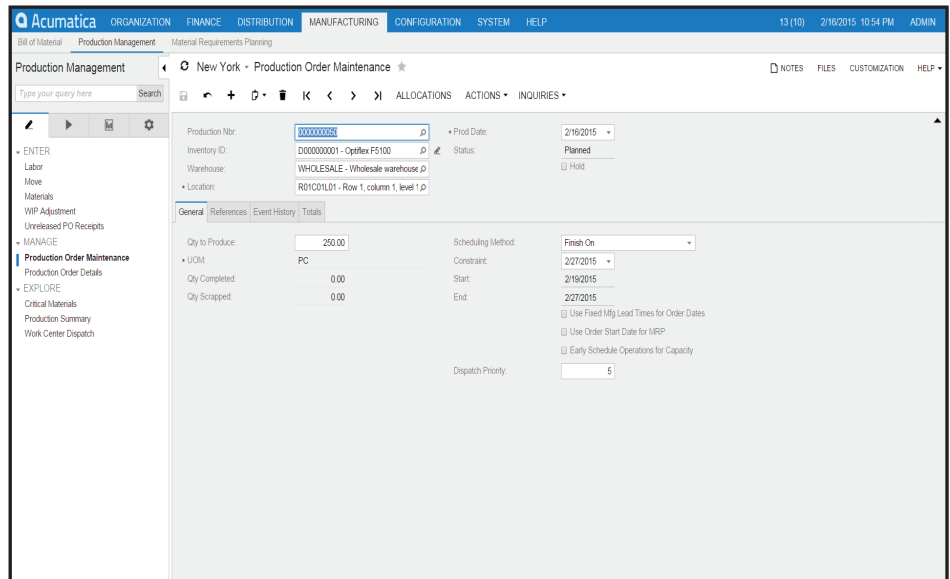 Acumatica ORGANIZATION FINANCE DISTRIBUTION MANUFACTURING CONFIGURATION SYSTEM HELP 13 (10) 2/16/2015 10:54 PM ADMIN
Bill of Material Production Management Material Requirements Planning
Production Management New York - Production Order Maintenance NOTES FILES CUSTOMIZATION HELP
Type your query here Search ALLOCATIONS ACTIONS INQUIRIES
ENTER
Labor
Move
Materials
WIP Adjustment
Unreleased PO Receipts
MANAGE
Production Order Maintenance
Production Order Details
EXPLORE
Critical Materials
Production Summary
Work Center Dispatch
Production Nbr: 0000000050 Prod Date: 2/16/2015
Inventory ID: D000000001 - Optiflex F5100 Status: Planned
Warehouse: WHOLESALE - Wholesale warehouse Hold
Location: R01C01L01 - Row 1, column 1, level 1
General References Event History Totals
Qty to Produce: 250.00 Scheduling Method: Finish On
UOM: PC Constraint: 2/27/2015
Qty Completed: 0.00 Start: 2/19/2015
Qty Scrapped: 0.00 End: 2/27/2015
Use Fixed Mfg Lead Times for Order Dates
Use Order Start Date for MRP
Early Schedule Operations for Capacity
Dispatch Priority: 5